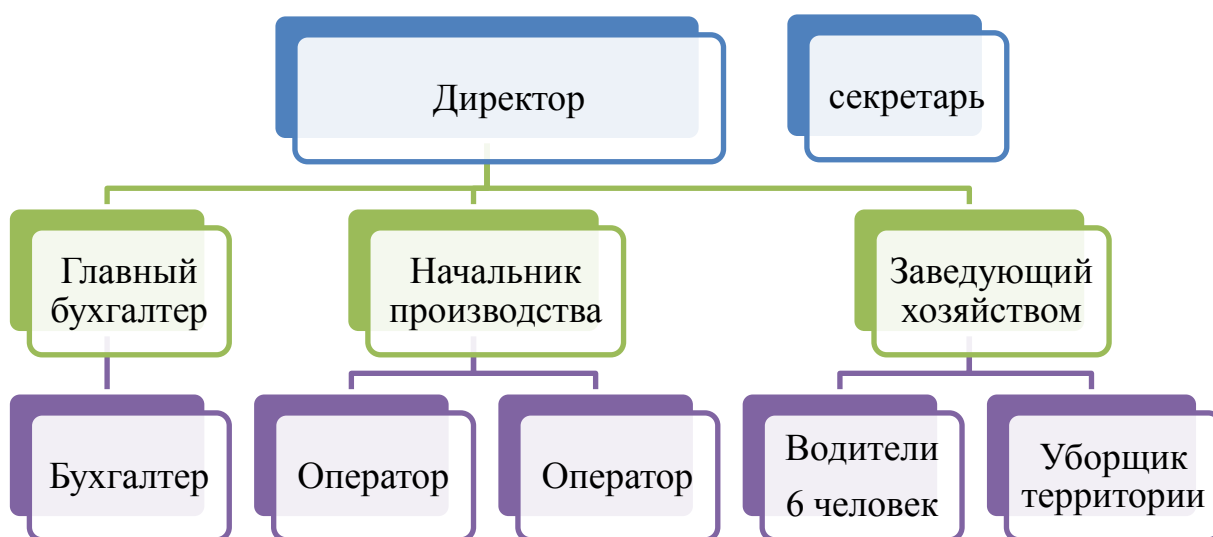 Директор
секретарь
Главный
бухгалтер
Начальник
производства
Заведующий
хозяйством
Бухгалтер
Оператор
Оператор
Водители
6 человек
Уборщик
территории